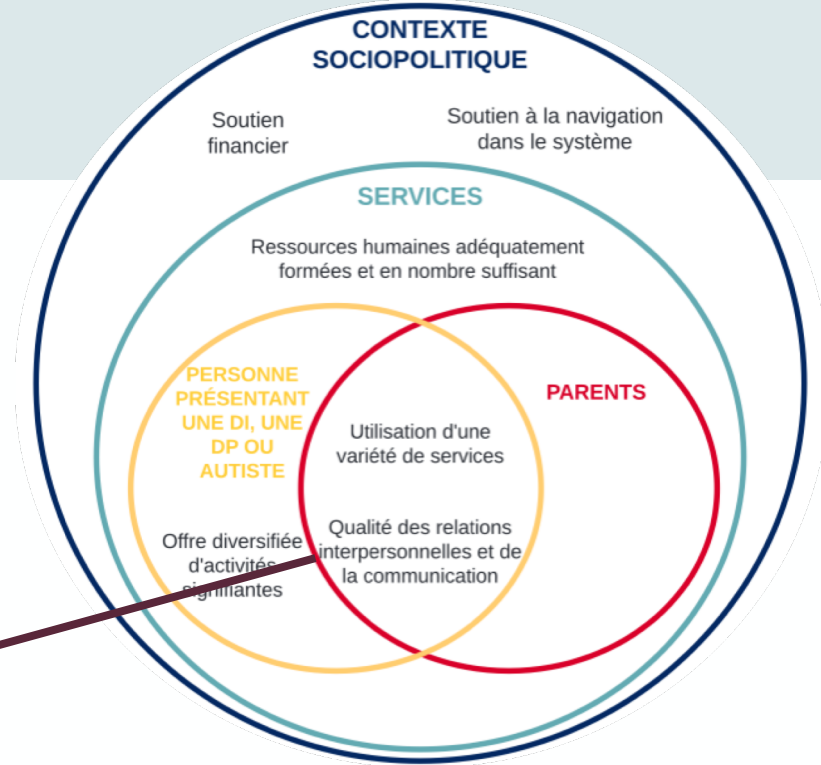 CONTEXTE
SOCIOPOLITIQUE
Soutien
financier
Soutien à la navigation
dans le système
SERVICES
Ressources humaines adéquatement
formées et en nombre suffisant
PERSONNE
PRÉSENTANT
UNE DI, UNE
DP OU
AUTISTE
PARENTS
Utilisation d'une
variété de services
Offre diversifiée
d'activités
signifiantes
Qualité des relations
interpersonnelles et de
la communication